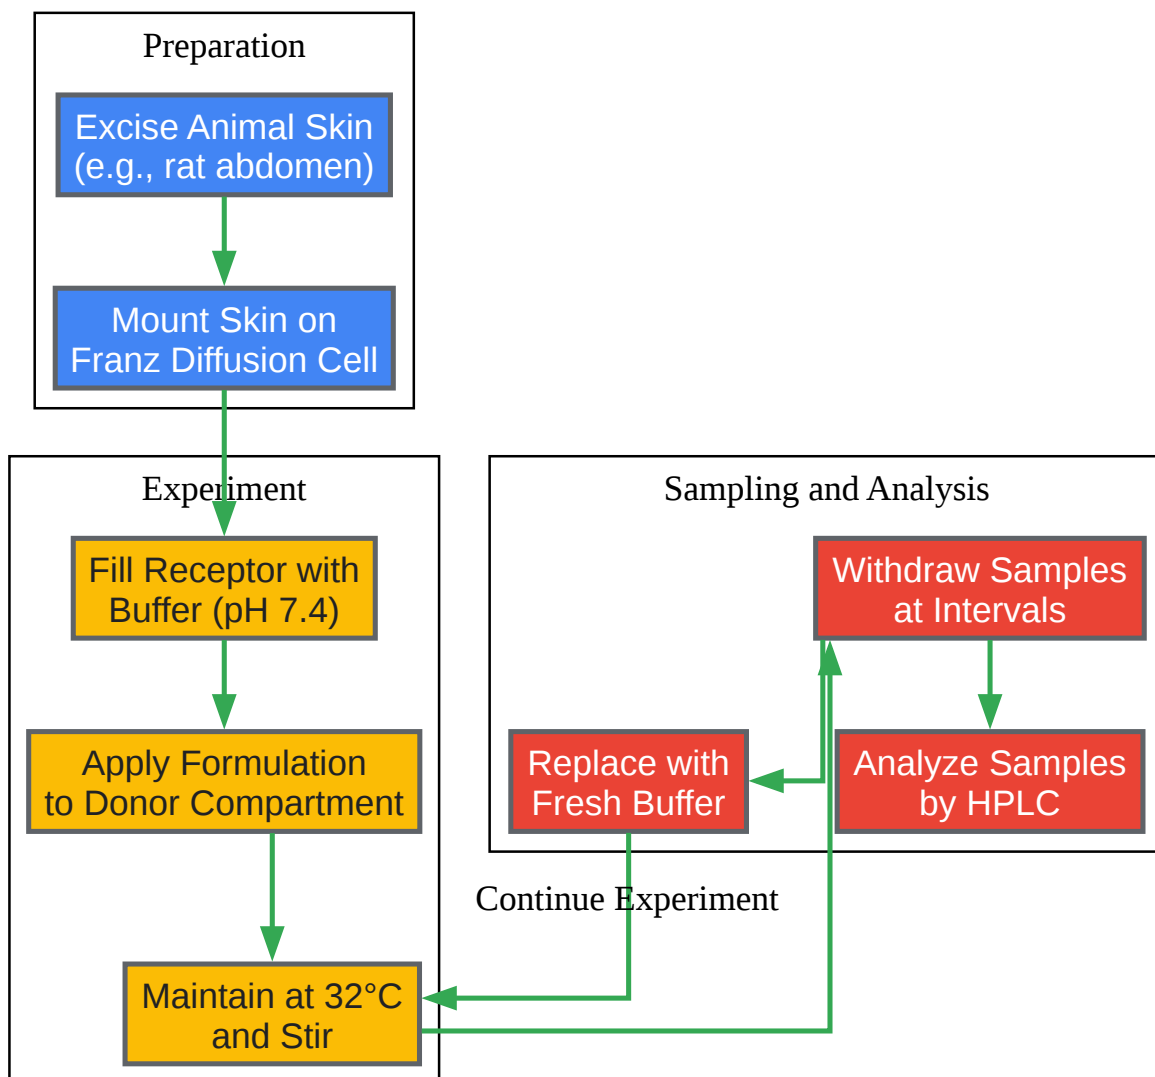 Preparation
Excise Animal Skin
(e.g., rat abdomen)
Mount Skin on
Franz Diffusion Cell
Experiment
Fill Receptor with
Buffer (pH 7.4)
Apply Formulation
to Donor Compartment
Maintain at 32°C
and Stir
Sampling and Analysis
Withdraw Samples
at Intervals
Replace with
Fresh Buffer
Analyze Samples
by HPLC
Continue Experiment